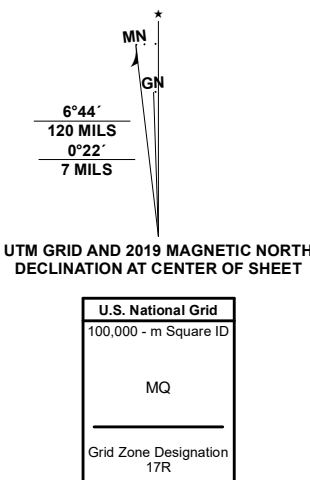 ★
MN
GN
6°44´
120 MILS
0°22´
7 MILS
UTM GRID AND 2019 MAGNETIC NORTH
DECLINATION AT CENTER OF SHEET
U.S. National Grid
100,000 - m Square ID
MQ
Grid Zone Designation
17R